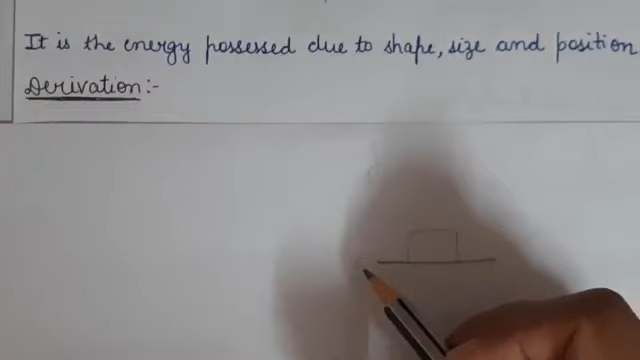 It is the energy possessed due to shape, size and position
Derivation:-